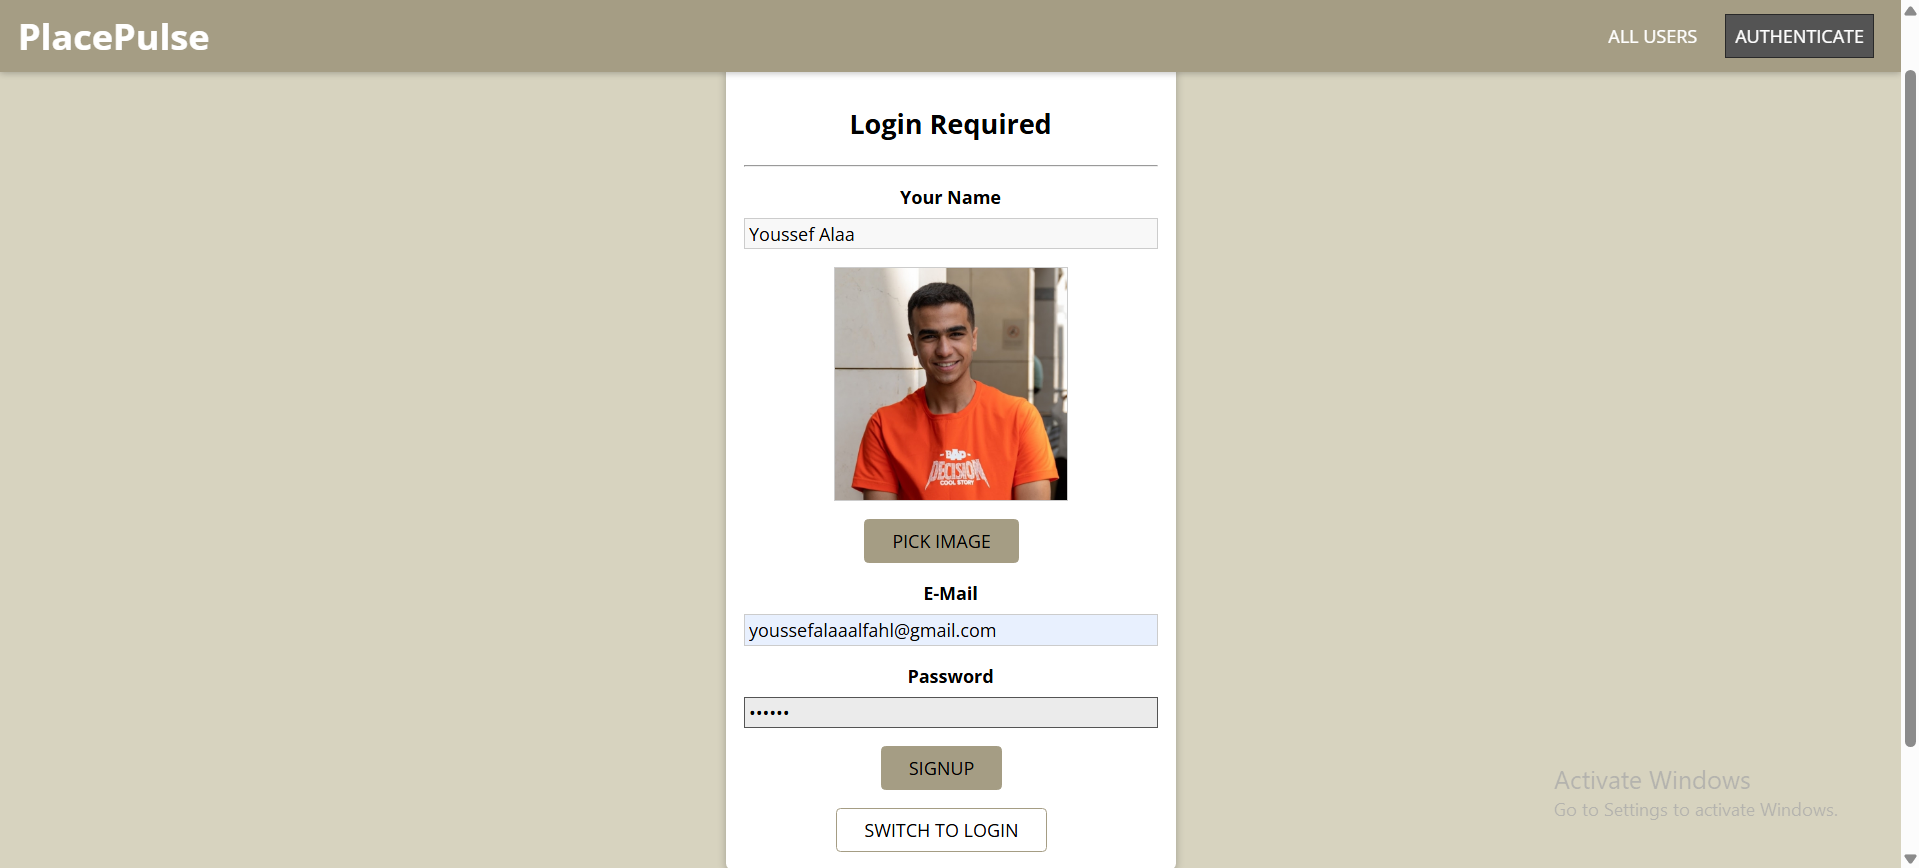 PlacePulse
ALL USERS
AUTHENTICATE
Login Required
Your Name
Youssef Alaa
BAD
DECISION
COOL STORY
PICK IMAGE
E-Mail
youssefalaaalfahl@gmail.com
Password
••••••
SIGNUP
SWITCH TO LOGIN
Activate Windows
Go to Settings to activate Windows.